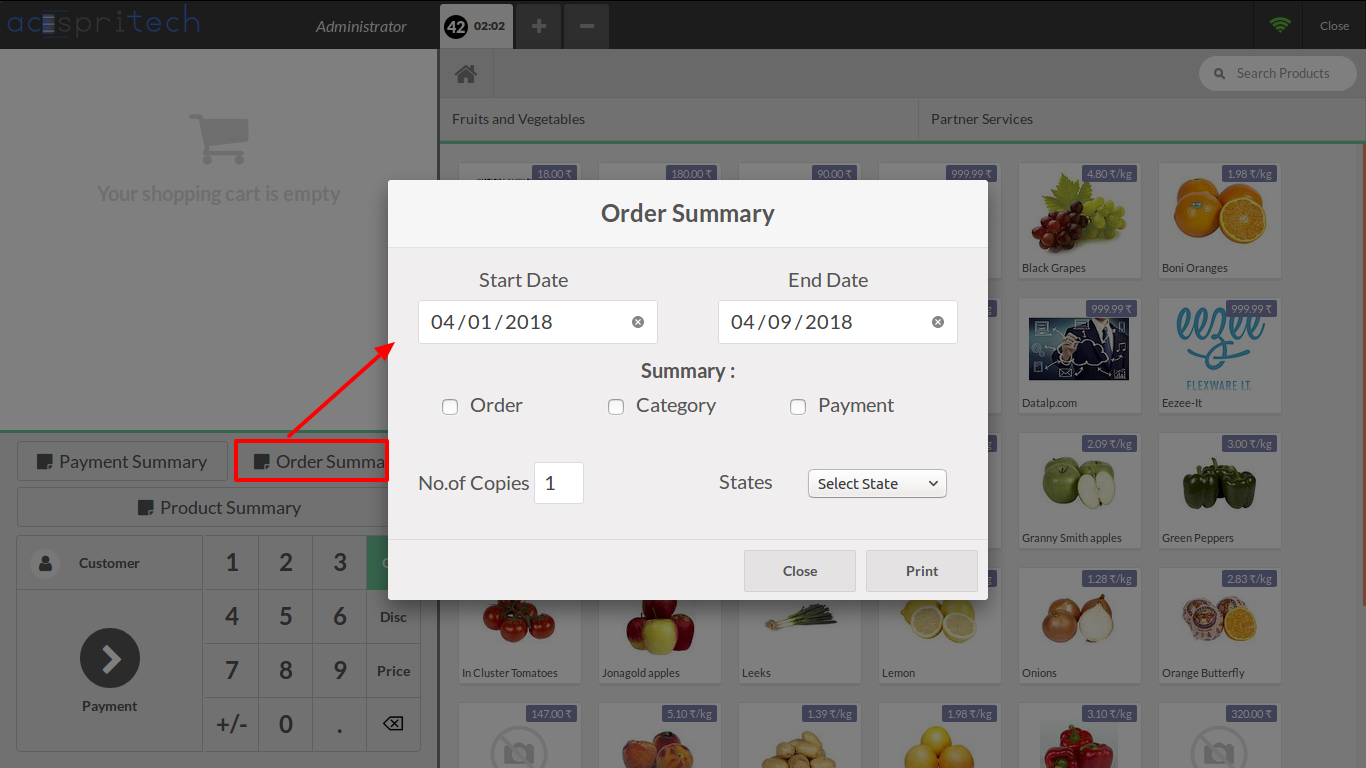 acespritech
Administrator
42 02:02
+
−
Close
Search Products
Fruits and Vegetables
Partner Services
Your shopping cart is empty
18.00 ₹
180.00 ₹
90.00 ₹
999.99 ₹
4.80 ₹/kg
1.98 ₹/kg
Black Grapes
Boni Oranges
Order Summary
Start Date
End Date
04/01/2018
04/09/2018
Summary :
Order
Category
Payment
No.of Copies 1
States
Select State
Close
Print
999.99 ₹
999.99 ₹
eezee
FLEXWARE I.T.
Datalp.com
Eezee-It
2.09 ₹/kg
3.00 ₹/kg
Granny Smith apples
Green Peppers
Payment Summary
Order Summa
Product Summary
Customer
1 2 3
4 5 6 Disc
7 8 9 Price
+/- 0 .
Payment
1.28 ₹/kg
2.83 ₹/kg
In Cluster Tomatoes
Jonagold apples
Leeks
Lemon
Onions
Orange Butterfly
147.00 ₹
5.10 ₹/kg
1.39 ₹/kg
1.98 ₹/kg
3.10 ₹/kg
320.00 ₹